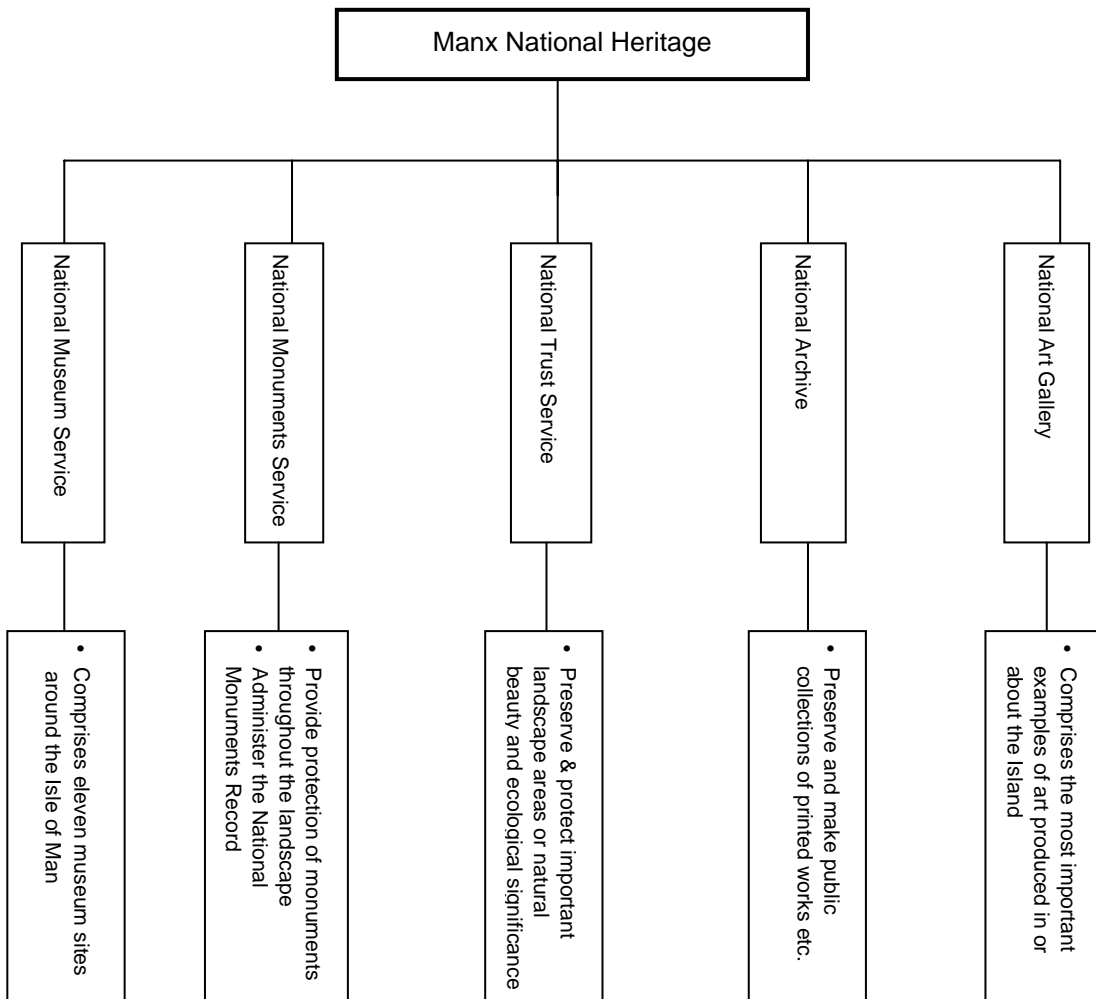 Manx National Heritage
National Museum Service
National Monuments Service
National Trust Service
National Archive
National Art Gallery
• Comprises eleven museum sites
around the Isle of Man
• Provide protection of monuments
throughout the landscape
• Administer the National
Monuments Record
• Preserve & protect important
landscape areas or natural
beauty and ecological significance
• Preserve and make public
collections of printed works etc.
• Comprises the most important
examples of art produced in or
about the Island